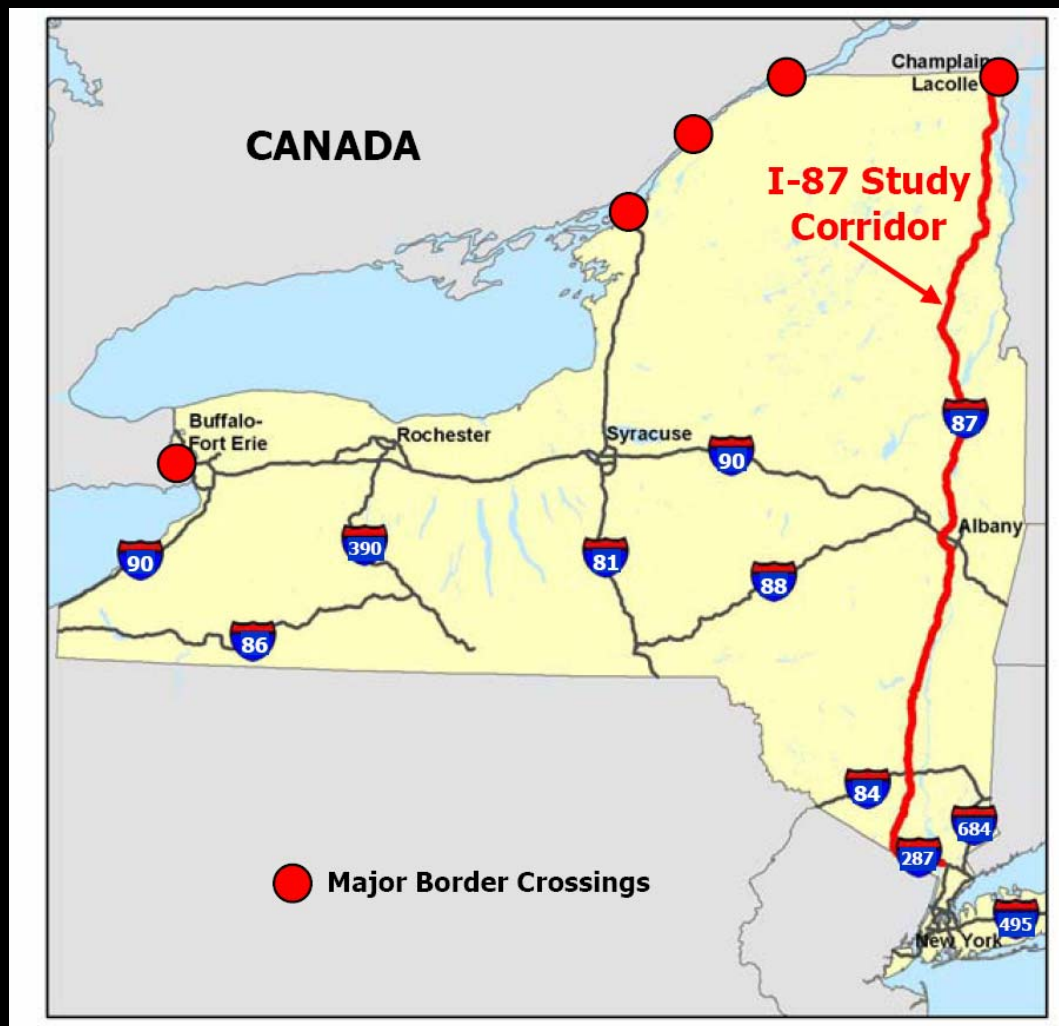 Champlain
Lacolle
CANADA
I-87 Study
Corridor
Buffalo-
Fort Erie
Rochester
Syracuse
87
90
Albany
90
390
81
88
86
84
684
287
Major Border Crossings
495
New York